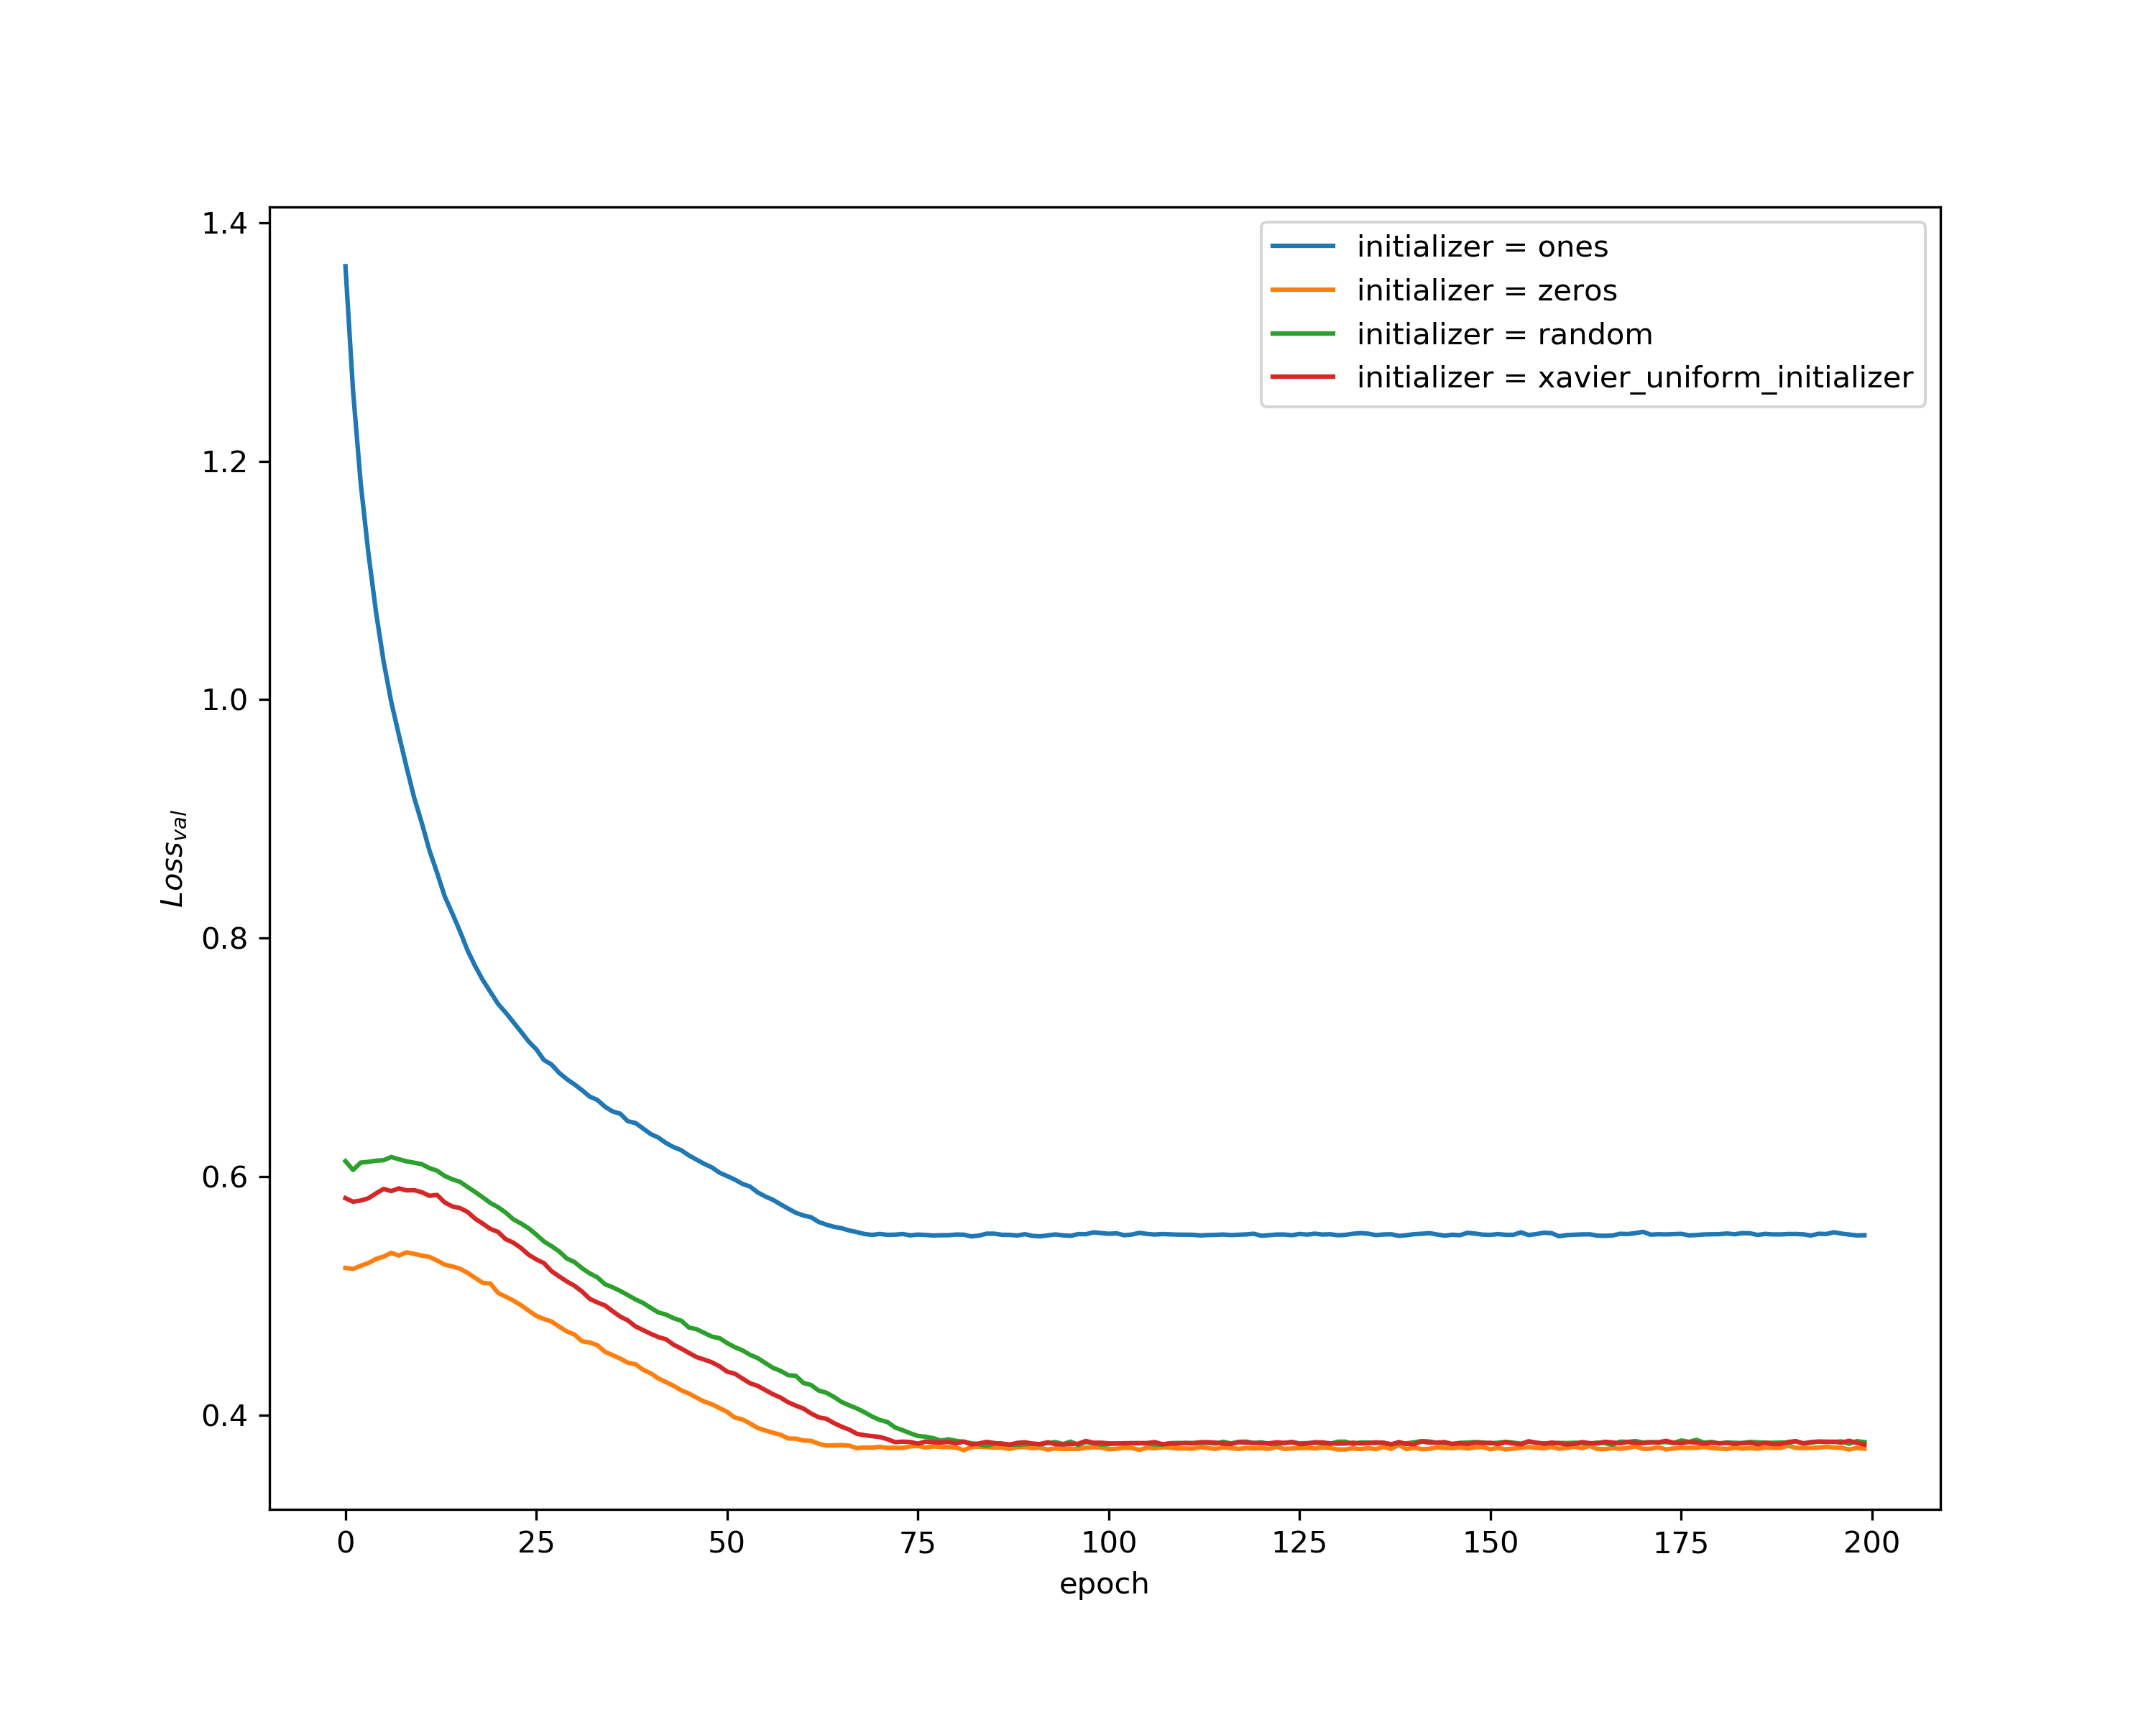 1.4
1.2
1.0
0.8
0.6
0.4
Loss_val
initializer = ones
initializer = zeros
initializer = random
initializer = xavier_uniform_initializer
0 25 50 75 100 125 150 175 200
epoch